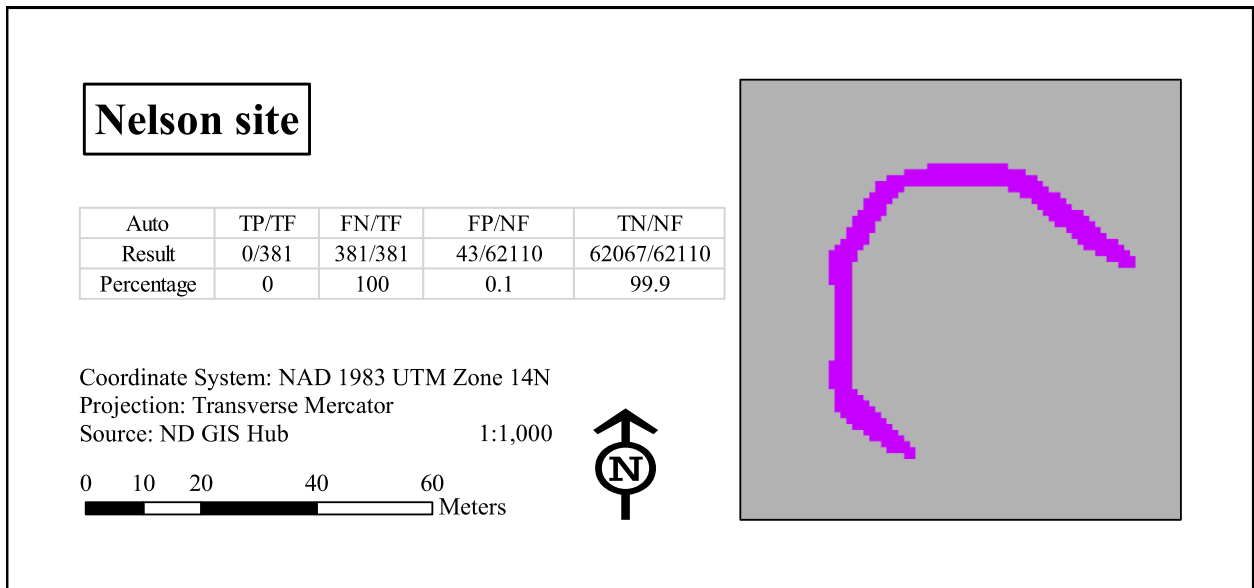 Nelson site
Auto TP/TF FN/TF FP/NF TN/NF
Result 0/381 381/381 43/62110 62067/62110
Percentage 0 100 0.1 99.9
Coordinate System: NAD 1983 UTM Zone 14N
Projection: Transverse Mercator
Source: ND GIS Hub 1:1,000
0 10 20 40 60
Meters
N